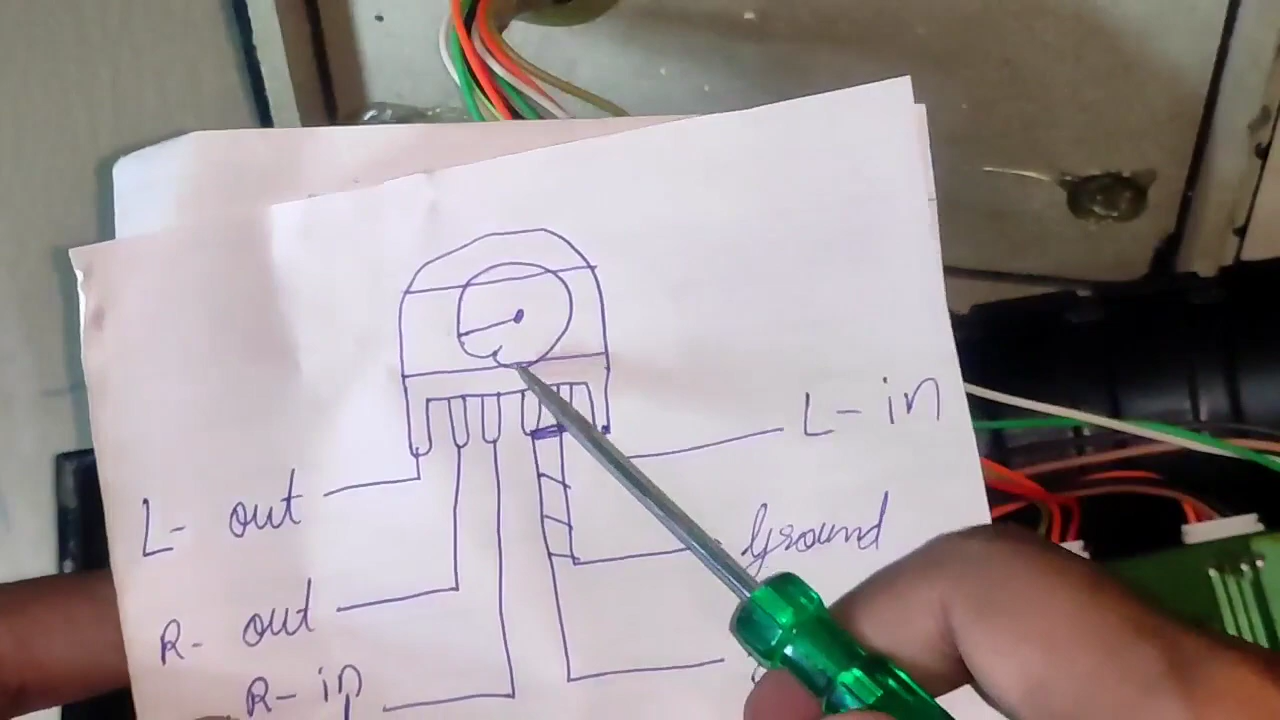 L- in
L- out
Ground
R- out
R- in